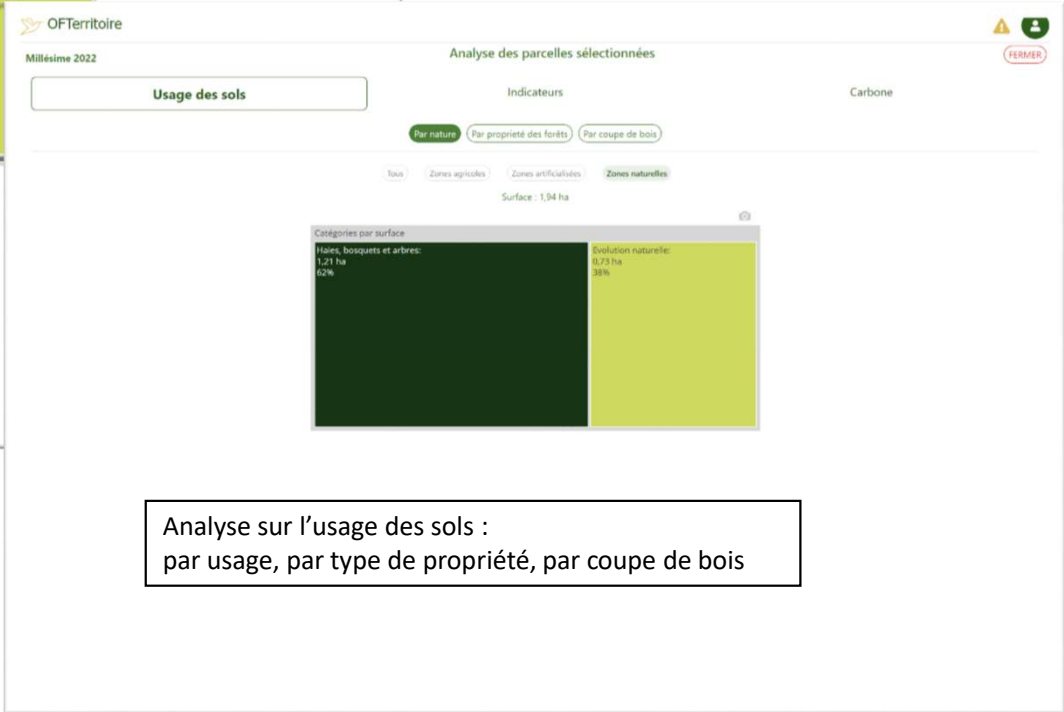 OFTerritoire
Millésime 2022
Analyse des parcelles sélectionnées
FERMER
Usage des sols
Indicateurs
Carbone
Par nature
Par proprieté des forêts
Par coupe de bois
Tous
Zones agricoles
Zones artificialisées
Zones naturelles
Surface : 1,94 ha
Catégories par surface
Haies, bosquets et arbres:
1,21 ha
62%
Evolution naturelle:
0,73 ha
38%
Analyse sur l’usage des sols :
par usage, par type de propriété, par coupe de bois